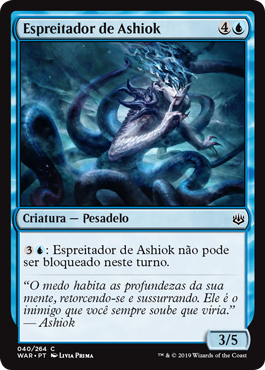 Espreitador de Ashiok 4
Criatura — Pesadelo
3 : Espreitador de Ashiok não pode
ser bloqueado neste turno.
“O medo habita as profundezas da sua
mente, retorcendo-se e sussurrando. Ele é o
inimigo que você sempre soube que viria.”
— Ashiok
3/5
040/264 C
WAR • PT Livia Prima
™ & © 2019 Wizards of the Coast